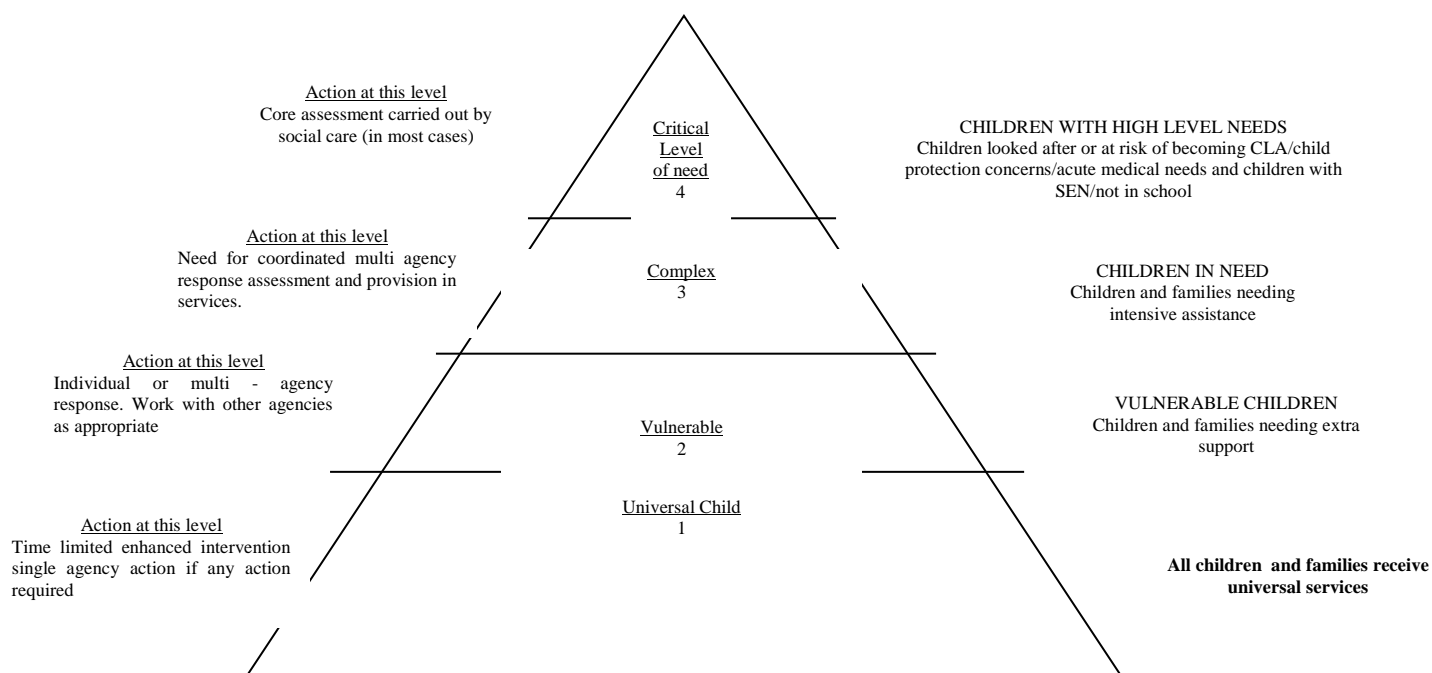 Action at this level
Core assessment carried out by
social care (in most cases)
Critical
Level
of need
4
CHILDREN WITH HIGH LEVEL NEEDS
Children looked after or at risk of becoming CLA/child
protection concerns/acute medical needs and children with
SEN/not in school
Action at this level
Need for coordinated multi agency
response assessment and provision in
services.
Complex
3
CHILDREN IN NEED
Children and families needing
intensive assistance
Action at this level
Individual or multi - agency
response. Work with other agencies
as appropriate
Vulnerable
2
VULNERABLE CHILDREN
Children and families needing extra
support
Action at this level
Time limited enhanced intervention
single agency action if any action
required
Universal Child
1
All children and families receive
universal services